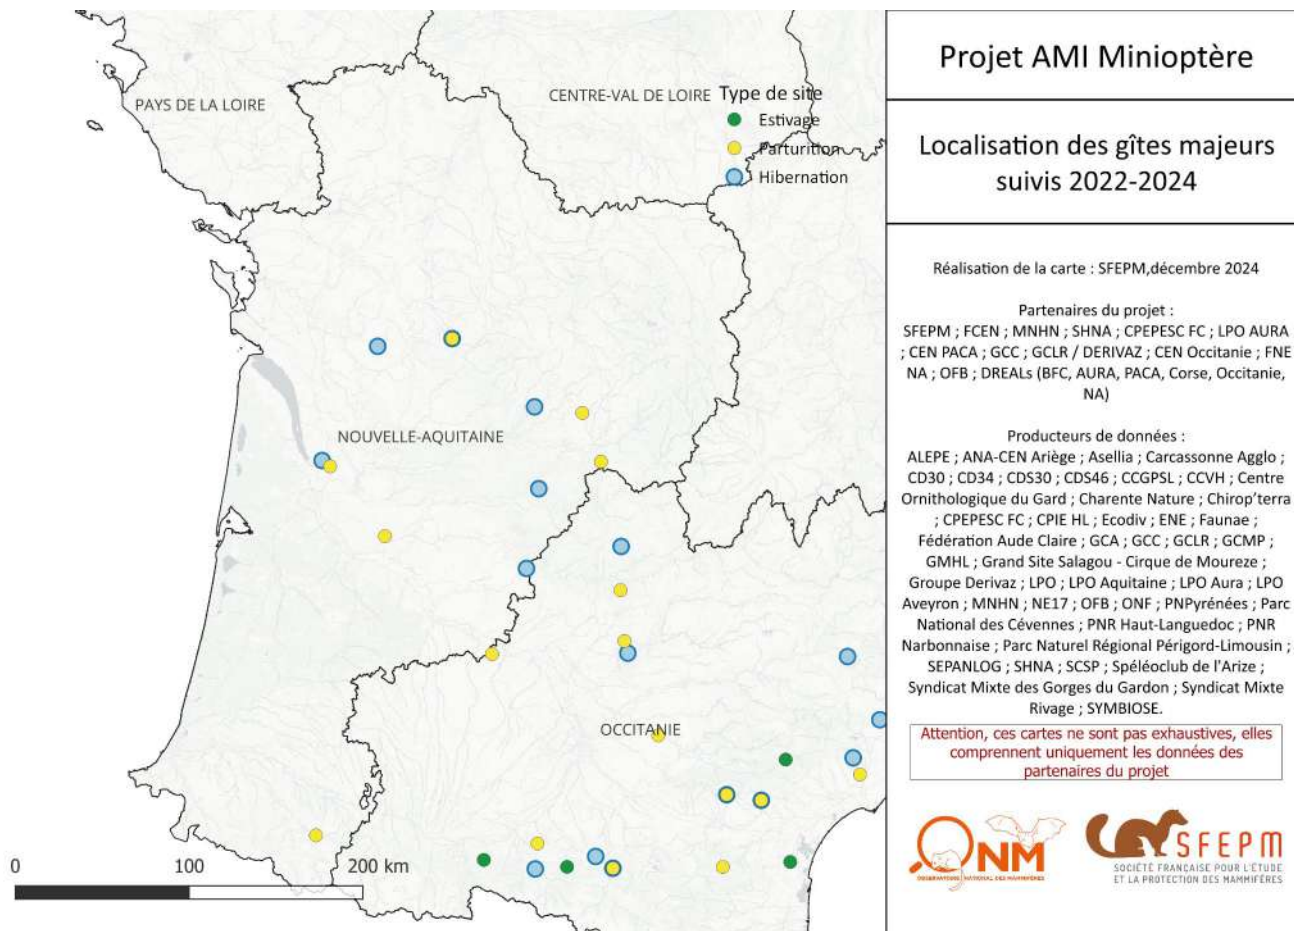 PAYS DE LA LOIRE
CENTRE-VAL DE LOIRE
Type de site
Estivage
Parturition
Hibernation
NOUVELLE-AQUITAINE
OCCITANIE
0 100 200 km
Projet AMI Minioptère
Localisation des gîtes majeurs
suivis 2022-2024
Réalisation de la carte : SFEPM,décembre 2024
Partenaires du projet :
SFEPM ; FCEN ; MNHN ; SHNA ; CPEPESC FC ; LPO AURA
; CEN PACA ; GCC ; GCLR / DERIVAZ ; CEN Occitanie ; FNE
NA ; OFB ; DREALs (BFC, AURA, PACA, Corse, Occitanie,
NA)
Producteurs de données :
ALEPE ; ANA-CEN Ariège ; Asellia ; Carcassonne Agglo ;
CD30 ; CD34 ; CDS30 ; CDS46 ; CCGPSL ; CCVH ; Centre
Ornithologique du Gard ; Charente Nature ; Chirop'terra
; CPEPESC FC ; CPIE HL ; Ecodiv ; ENE ; Faunae ;
Fédération Aude Claire ; GCA ; GCC ; GCLR ; GCMP ;
GMHL ; Grand Site Salagou - Cirque de Moureze ;
Groupe Derivaz ; LPO ; LPO Aquitaine ; LPO Aura ; LPO
Aveyron ; MNHN ; NE17 ; OFB ; ONF ; PNPyrénées ; Parc
National des Cévennes ; PNR Haut-Languedoc ; PNR
Narbonnaise ; Parc Naturel Régional Périgord-Limousin ;
SEPANLOG ; SHNA ; SCSP ; Spéléoclub de l'Arize ;
Syndicat Mixte des Gorges du Gardon ; Syndicat Mixte
Rivage ; SYMBIOSE.
Attention, ces cartes ne sont pas exhaustives, elles
comprennent uniquement les données des
partenaires du projet
ONM
OBSERVATOIRE NATIONAL DES MAMMIFÈRES
SFEPM
SOCIÉTÉ FRANÇAISE POUR L'ÉTUDE
ET LA PROTECTION DES MAMMIFÈRES